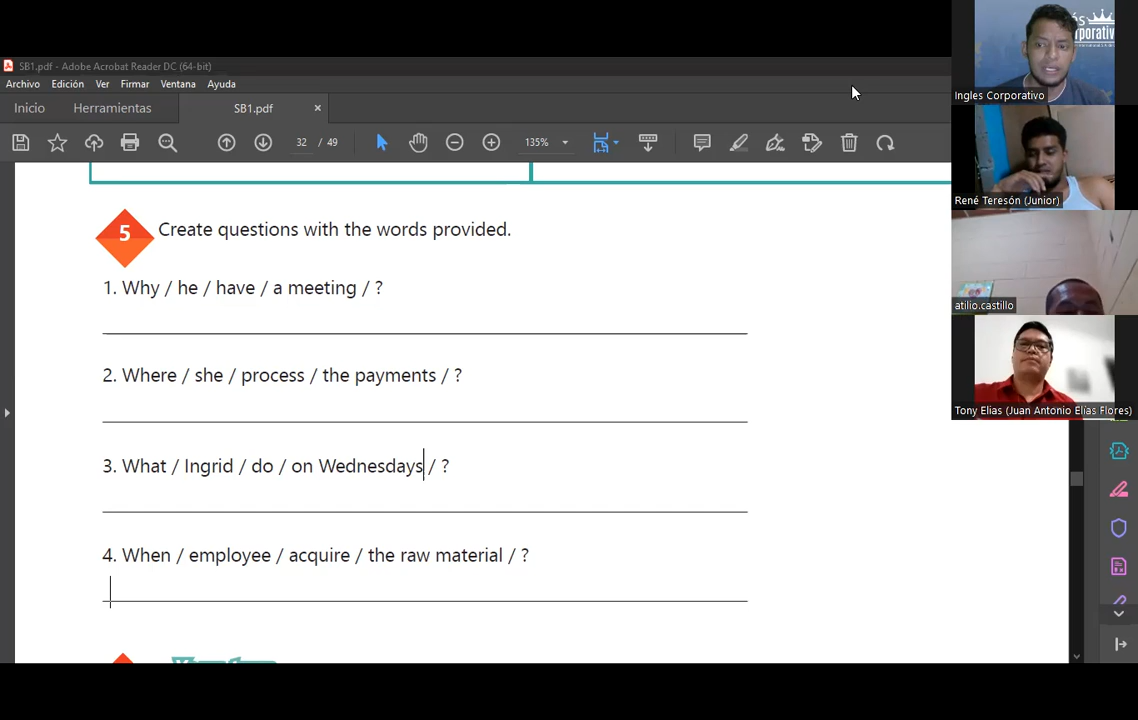 SB1.pdf - Adobe Acrobat Reader DC (64-bit)
Archivo Edición Ver Firmar Ventana Ayuda
Inicio Herramientas SB1.pdf ×
32 / 49 135%
5 Create questions with the words provided.
1. Why / he / have / a meeting / ?
2. Where / she / process / the payments / ?
3. What / Ingrid / do / on Wednesdays / ?
4. When / employee / acquire / the raw material / ?
Ingles Corporativo
René Teresón (Junior)
atilio.castillo
Tony Elias (Juan Antonio Elías Flores)